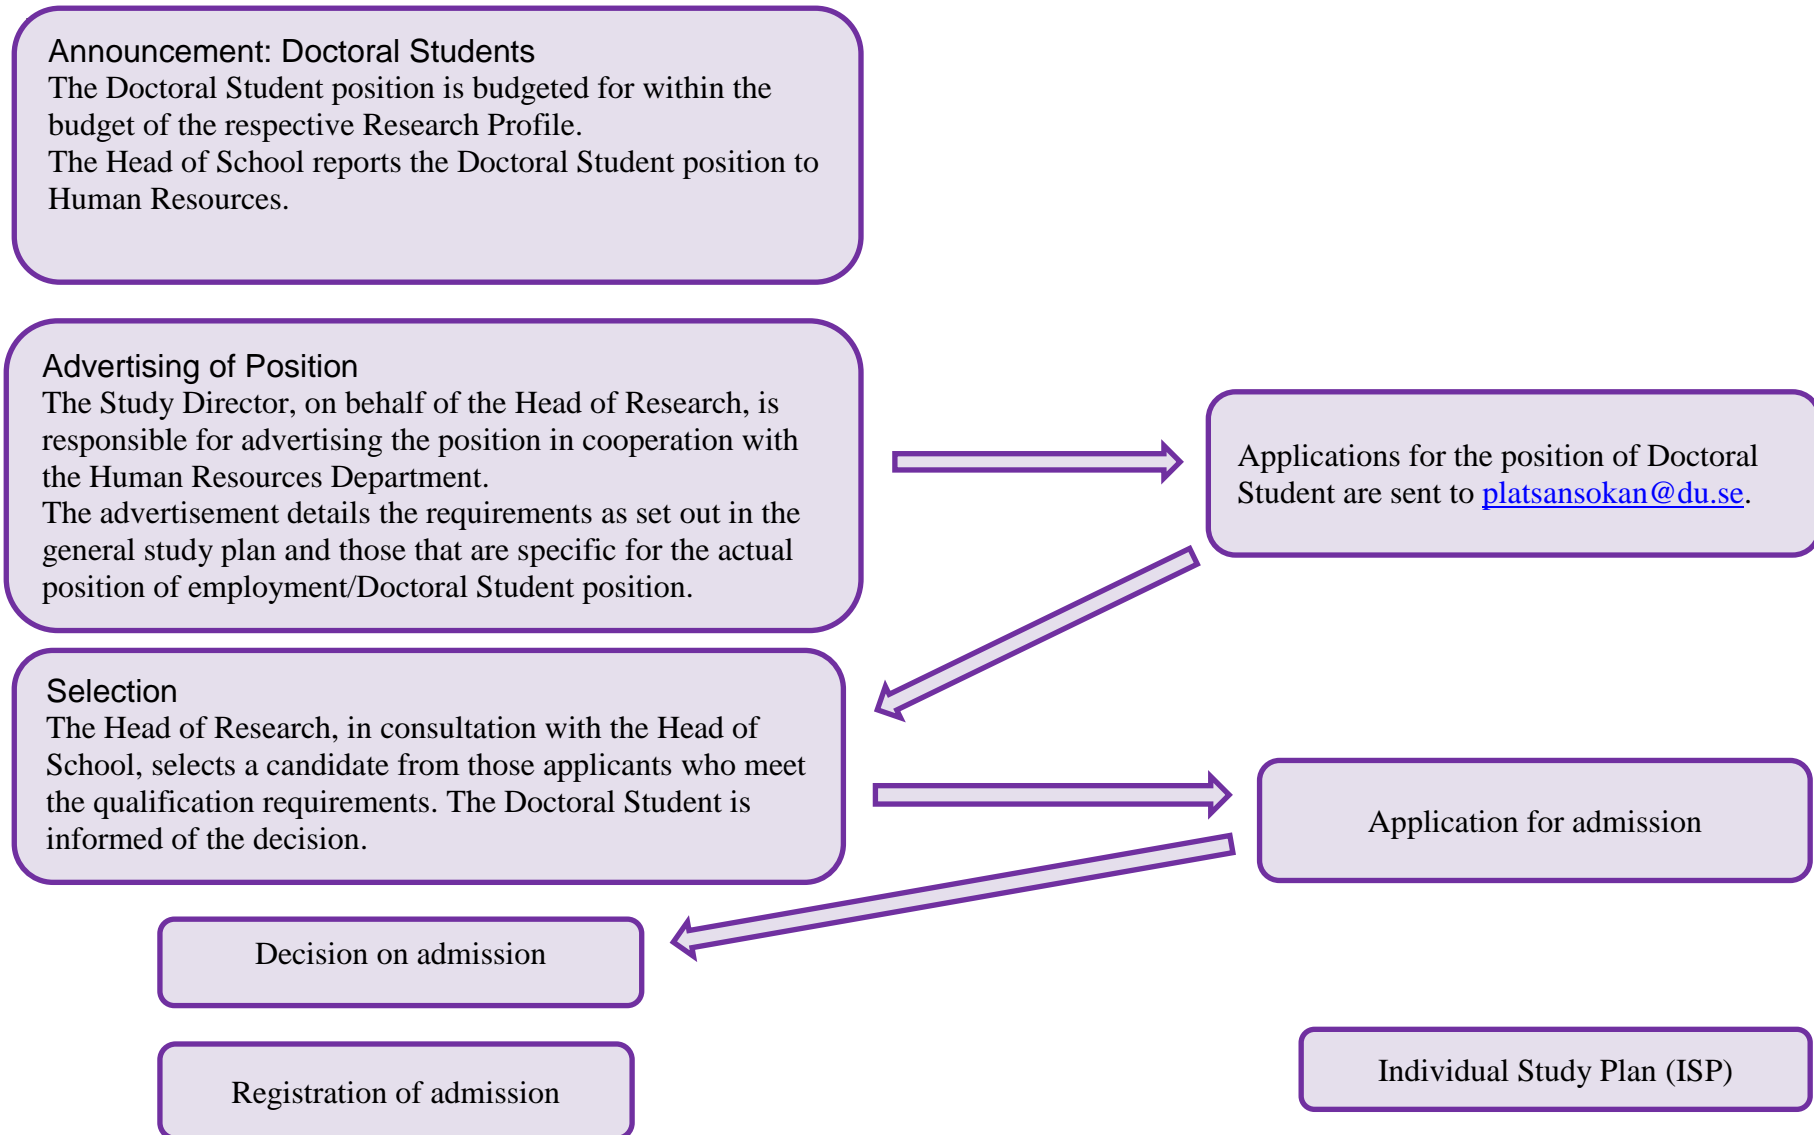 Announcement: Doctoral Students
The Doctoral Student position is budgeted for within the
budget of the respective Research Profile.
The Head of School reports the Doctoral Student position to
Human Resources.
Advertising of Position
The Study Director, on behalf of the Head of Research, is
responsible for advertising the position in cooperation with
the Human Resources Department.
The advertisement details the requirements as set out in the
general study plan and those that are specific for the actual
position of employment/Doctoral Student position.
Applications for the position of Doctoral
Student are sent to platsansokan@du.se.
Selection
The Head of Research, in consultation with the Head of
School, selects a candidate from those applicants who meet
the qualification requirements. The Doctoral Student is
informed of the decision.
Application for admission
Decision on admission
Registration of admission
Individual Study Plan (ISP)